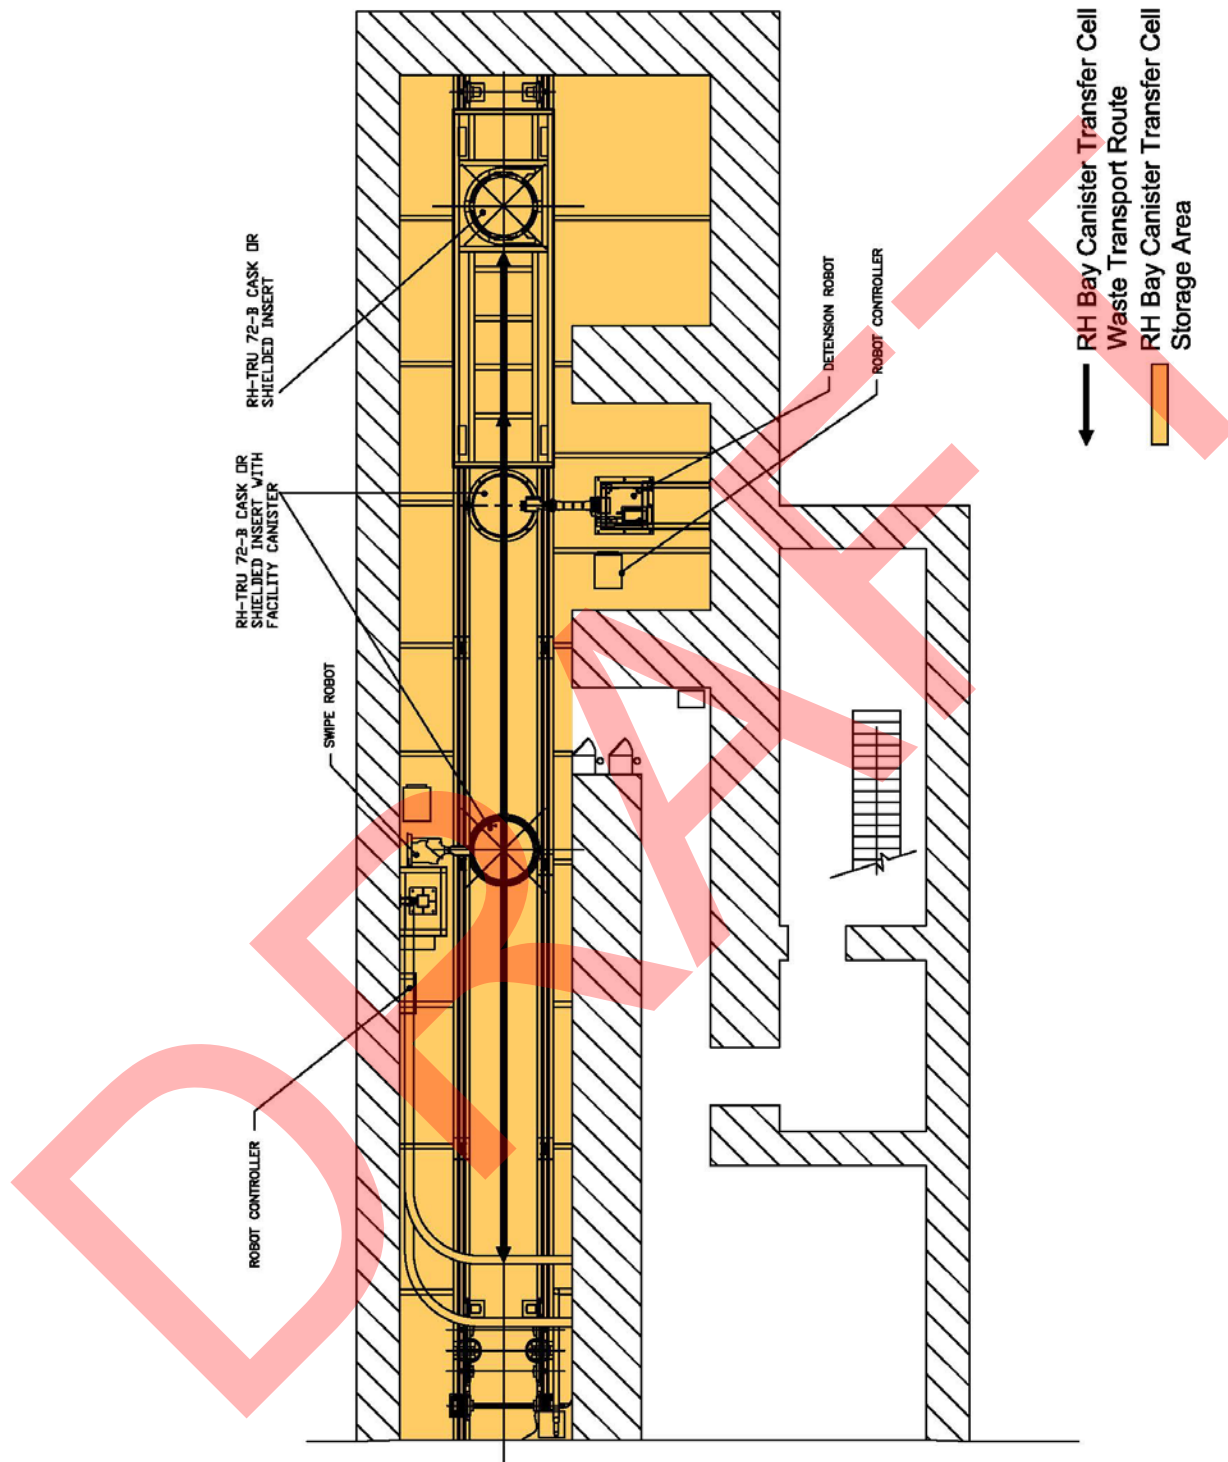 RH-TRU 72-B CASK OR
SHIELDED INSERT
RH-TRU 72-B CASK OR
SHIELDED INSERT WITH
FACILITY CANISTER
SWIPE ROBOT
ROBOT CONTROLLER
DETENSION ROBOT
ROBOT CONTROLLER
RH Bay Canister Transfer Cell
Waste Transport Route
RH Bay Canister Transfer Cell
Storage Area
DRAFT